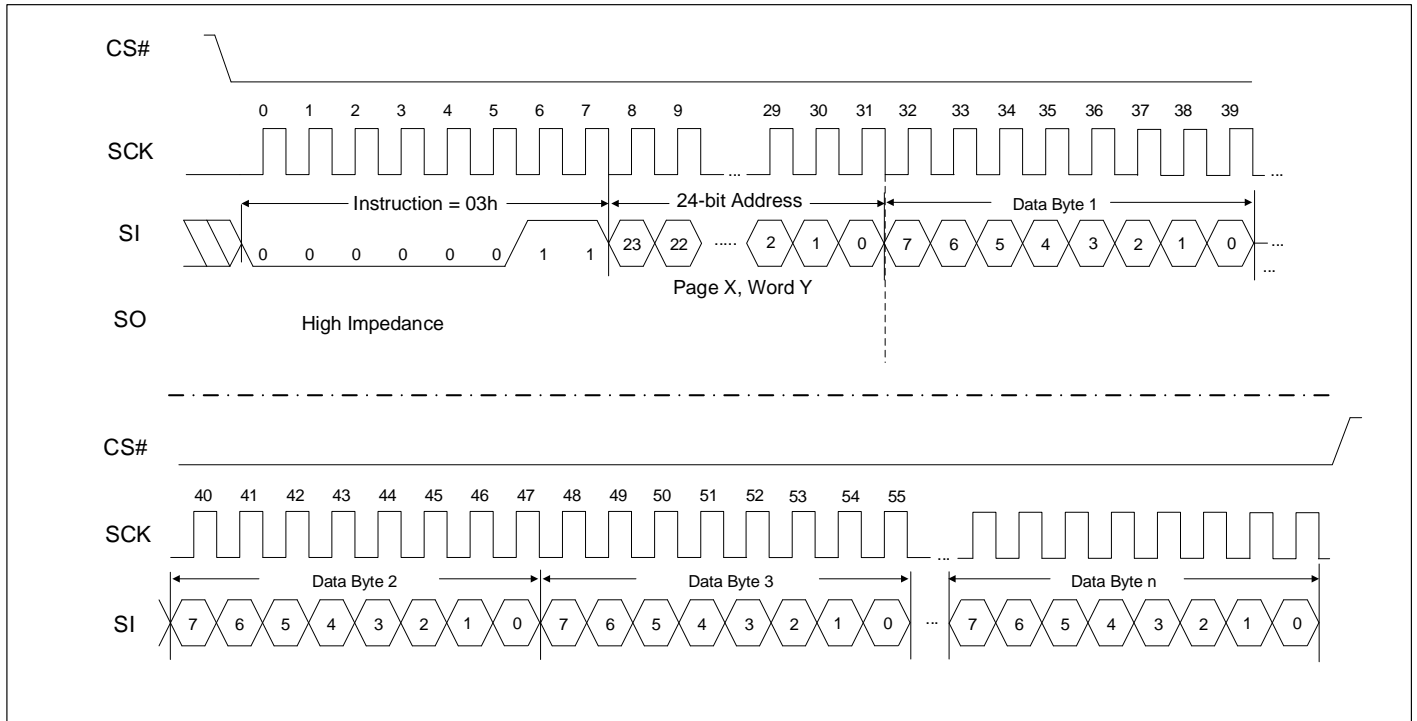 CS#
0 1 2 3 4 5 6 7 8 9 29 30 31 32 33 34 35 36 37 38 39
SCK
... ...
Instruction = 03h 24-bit Address Data Byte 1
SI
0 0 0 0 0 0 1 1 23 22 ..... 2 1 0 7 6 5 4 3 2 1 0 ...
...
Page X, Word Y
SO
High Impedance
CS#
40 41 42 43 44 45 46 47 48 49 50 51 52 53 54 55
SCK
...
Data Byte 2 Data Byte 3 Data Byte n
SI
7 6 5 4 3 2 1 0 7 6 5 4 3 2 1 0 ... 7 6 5 4 3 2 1 0